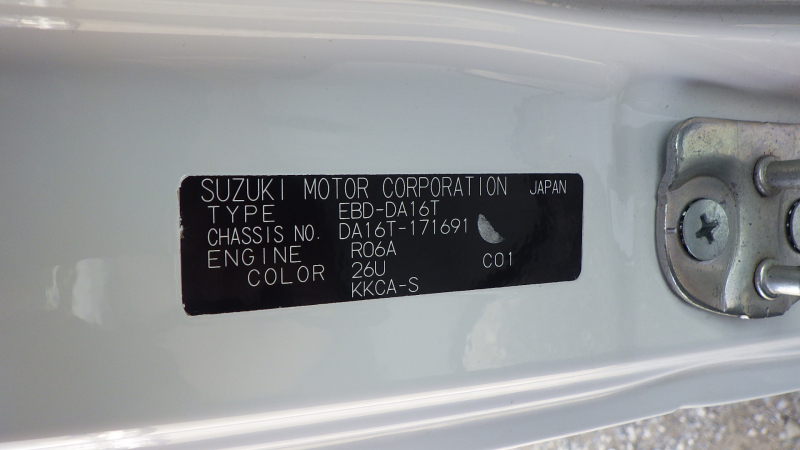 SUZUKI MOTOR CORPORATION JAPAN
TYPE EBD-DA16T
CHASSIS NO. DA16T-171691
ENGINE R06A
COLOR 26U C01
KKCA-S